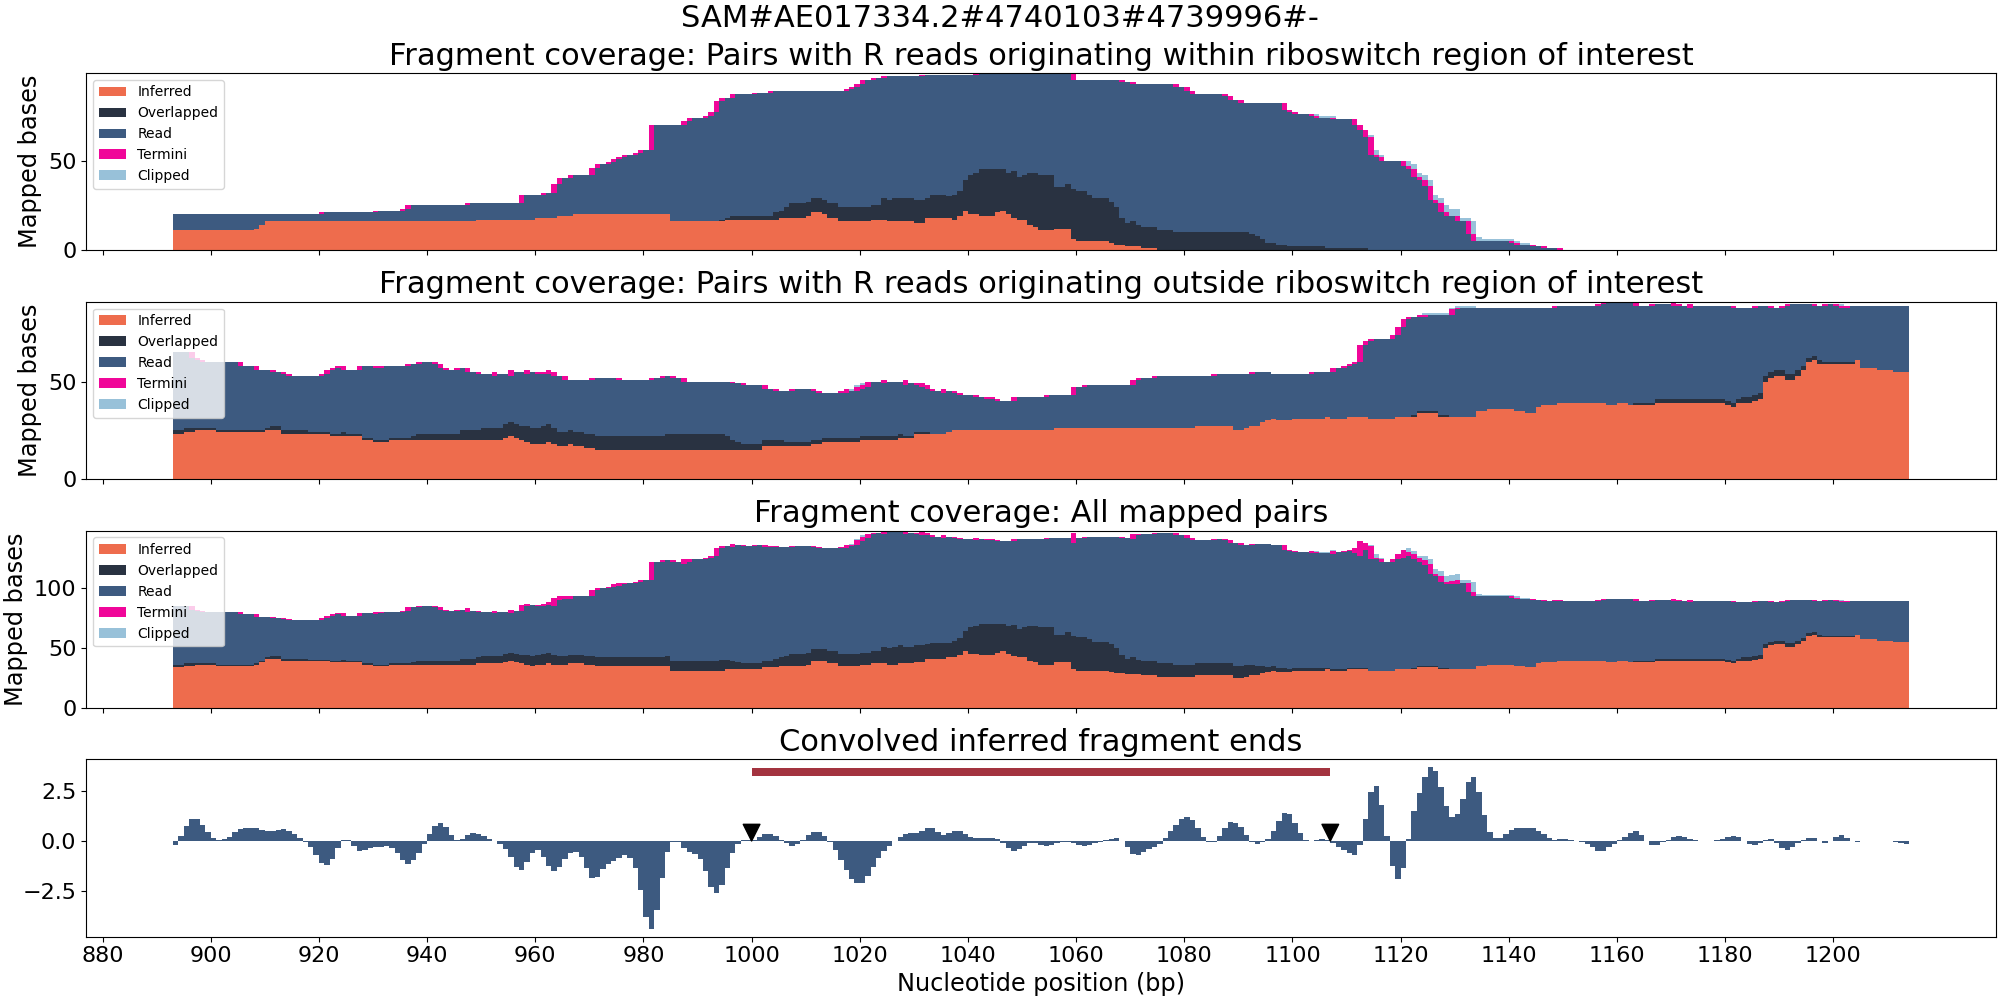 SAM#AE017334.2#4740103#4739996#-
Fragment coverage: Pairs with R reads originating within riboswitch region of interest
Mapped bases
50
0
Inferred
Overlapped
Read
Termini
Clipped
Fragment coverage: Pairs with R reads originating outside riboswitch region of interest
Mapped bases
50
0
Inferred
Overlapped
Read
Termini
Clipped
Fragment coverage: All mapped pairs
Mapped bases
100
50
0
Inferred
Overlapped
Read
Termini
Clipped
Convolved inferred fragment ends
2.5
0.0
−2.5
880 900 920 940 960 980 1000 1020 1040 1060 1080 1100 1120 1140 1160 1180 1200
Nucleotide position (bp)